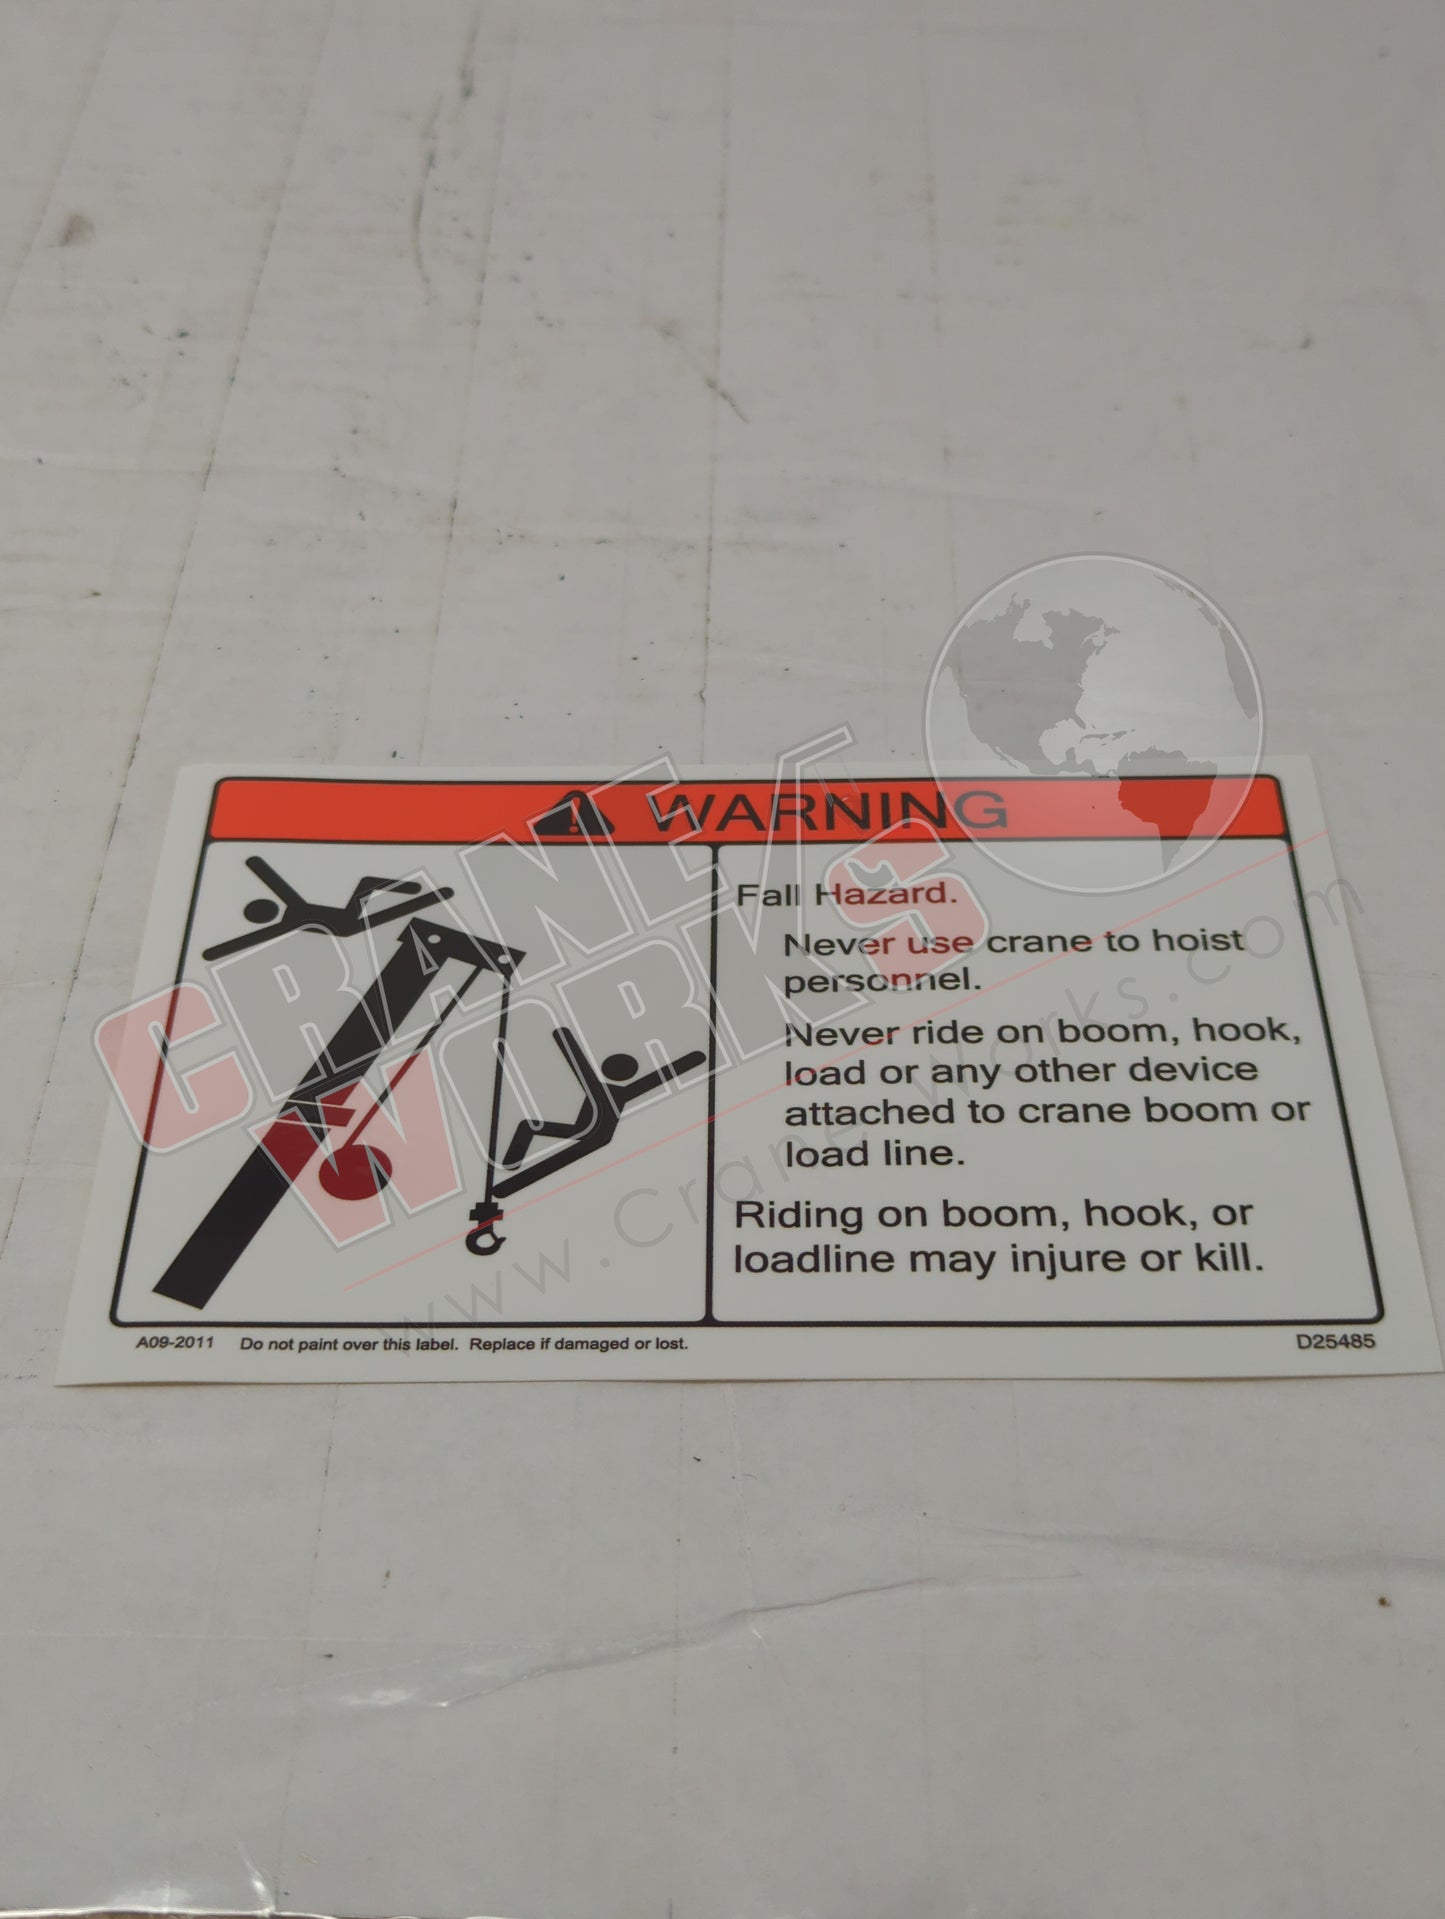 WARNING
Fall Hazard.
Never use crane to hoist
personnel.
Never ride on boom, hook,
load or any other device
attached to crane boom or
load line.
Riding on boom, hook, or
loadline may injure or kill.
A09-2011 Do not paint over this label. Replace if damaged or lost.
D25485
CRANE
WORKS
www.CraneWorks.com